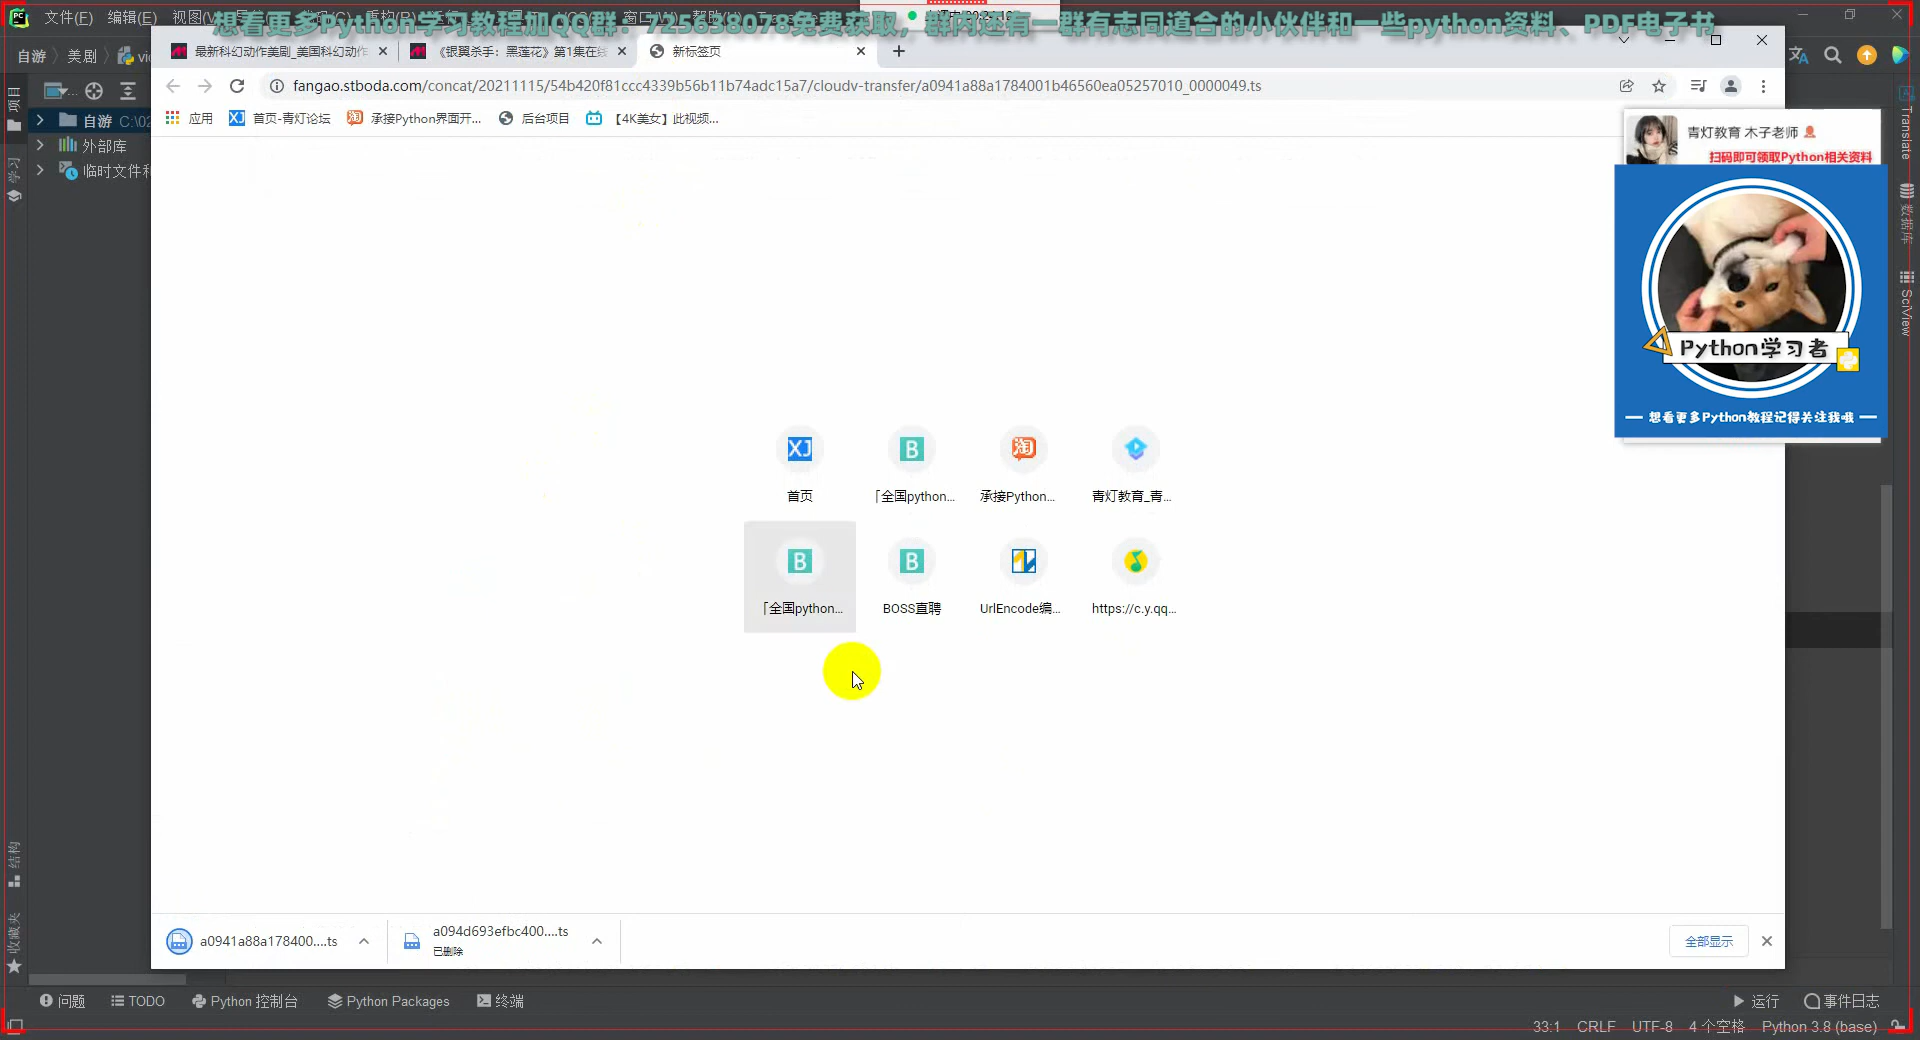 文件(F) 编辑(E) 视图(V)
想看更多Python学习教程加QQ群：725638078免费获取，群内还有一群有志同道合的小伙伴和一些python资料、PDF电子书
自游 美剧 vi
最新科幻动作美剧_美国科幻动作
《银翼杀手：黑莲花》第1集在线
新标签页
fangao.stboda.com/concat/20211115/54b420f81ccc4339b56b11b74adc15a7/cloudv-transfer/a0941a88a1784001b46560ea05257010_0000049.ts
应用 首页-青灯论坛 承接Python界面开... 后台项目 【4K美女】此视频...
项目
自游 C:\02
外部库
临时文件和
学习
青灯教育 木子老师
扫码即可领取Python相关资料
Python学习者
想看更多Python教程记得关注我哦
Translate
数据库
SciView
首页 「全国python... 承接Python... 青灯教育_青...
「全国python... BOSS直聘 UrlEncode编... https://c.y.qq...
结构
收藏夹
a0941a88a178400....ts
a094d693efbc400....ts
已删除
全部显示
问题 TODO Python 控制台 Python Packages 终端
运行 事件日志
33:1 CRLF UTF-8 4 个空格 Python 3.8 (base)